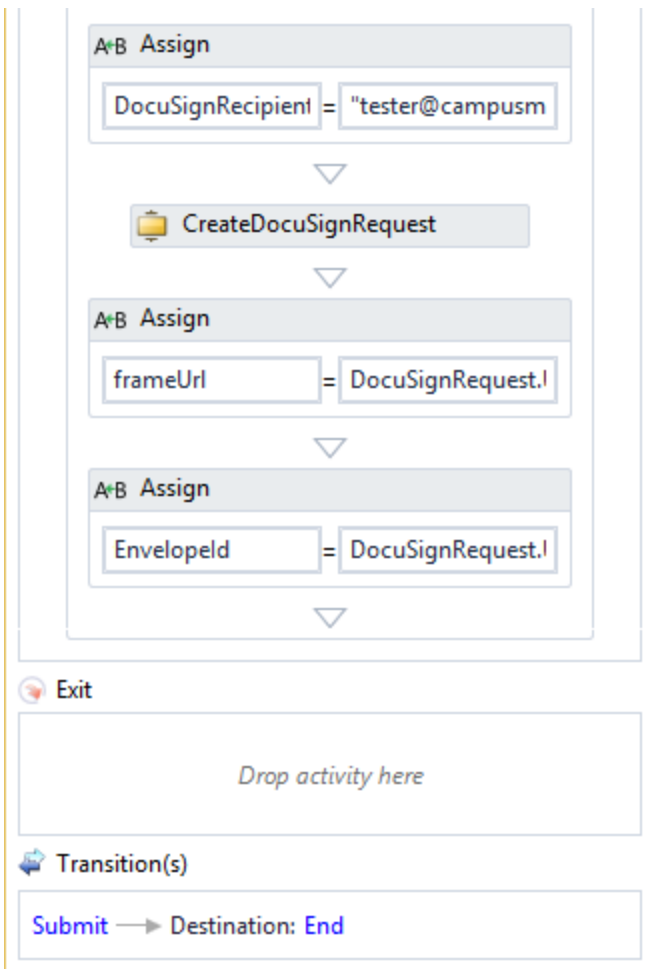 A+B Assign
DocuSignRecipient = "tester@campusm
CreateDocuSignRequest
A+B Assign
frameUrl = DocuSignRequest.U
A+B Assign
EnvelopeId = DocuSignRequest.U
Exit
Drop activity here
Transition(s)
Submit Destination: End